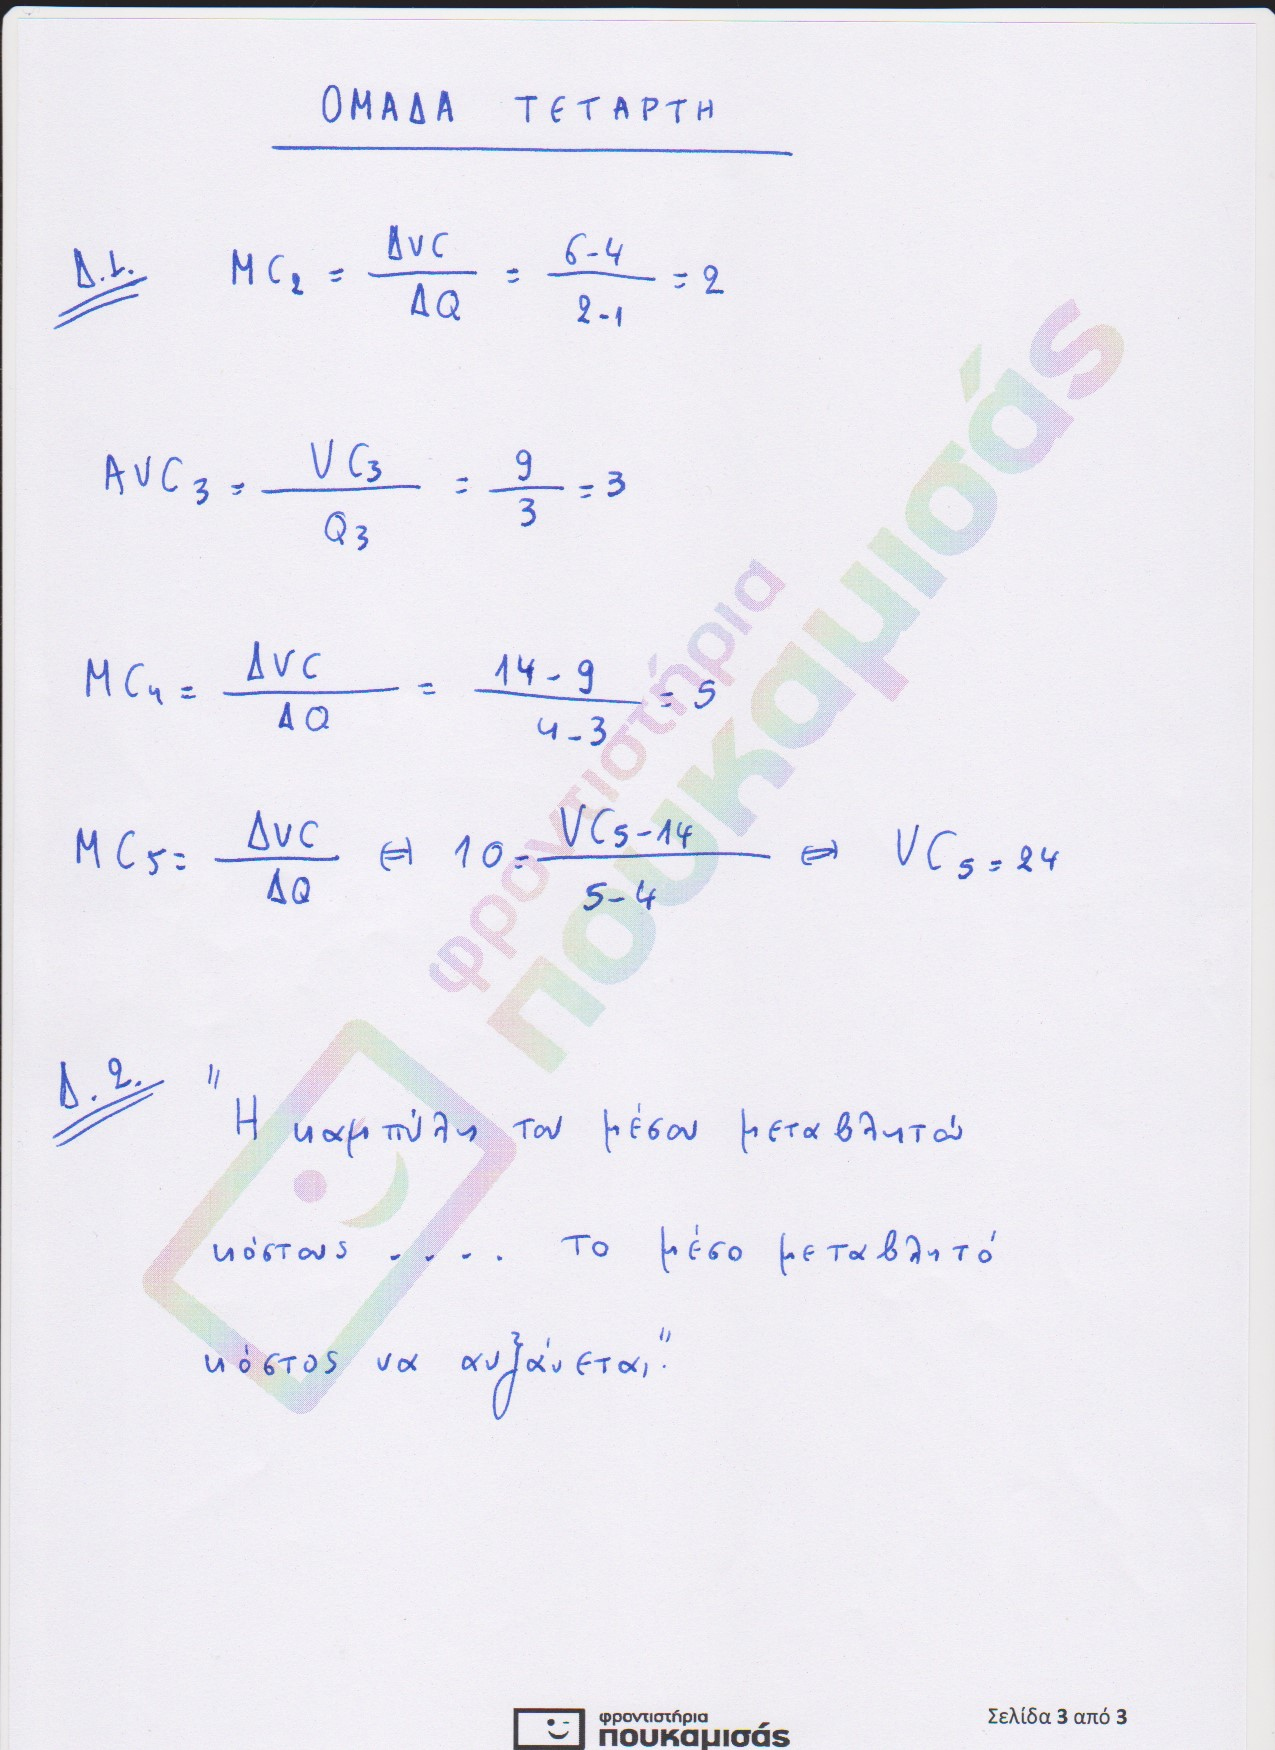 ΟΜΑΔΑ ΤΕΤΑΡΤΗ
Δ.1. MC₂ = ΔVC / ΔQ = 6-4 / 2-1 = 2
AVC₃ = VC₃ / Q₃ = 9 / 3 = 3
MC₄ = ΔVC / ΔQ = 14-9 / 4-3 = 5
MC₅ = ΔVC / ΔQ ⇔ 10 = VC₅-14 / 5-4 ⇔ VC₅ = 24
Δ.2. "Η καμπύλη του μέσου μεταβλητού
κόστους .... το μέσο μεταβλητό
κόστος να αυξάνεται."
φροντιστήρια
πουκαμισάς
φροντιστήρια
πουκαμισάς
Σελίδα 3 από 3